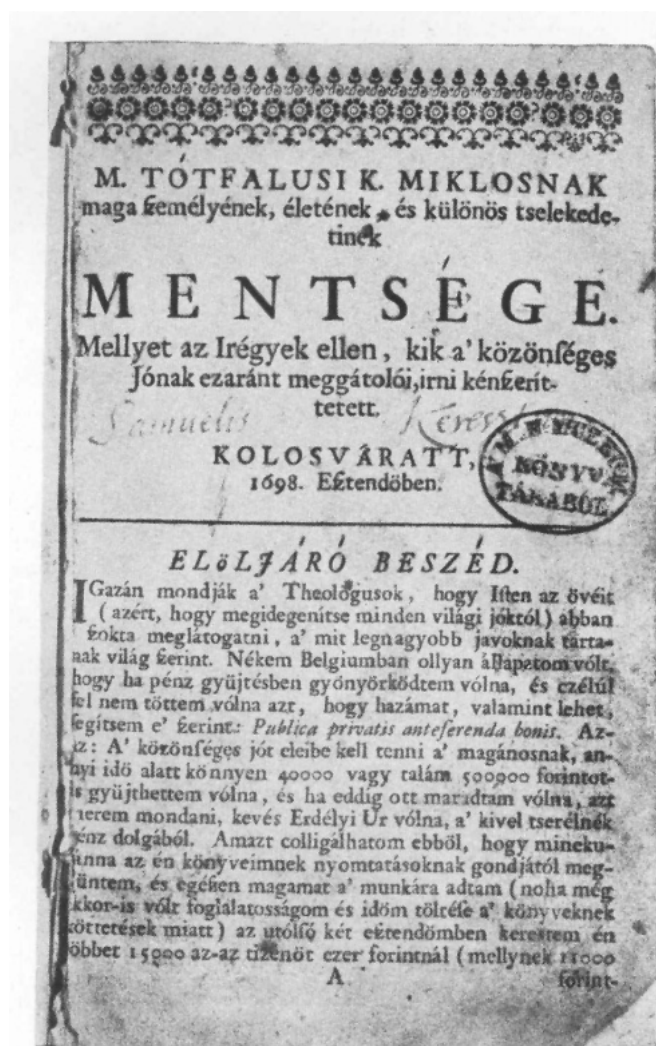 M. TÓTFALUSI K. MIKLOSNAK
maga ſzemélyének, életének, és különös tselekede-
tinek
MENTSÉGE.
Mellyet az Irégyek ellen, kik a' közönſéges
Jónak ezaránt meggátolói, irni kénſzerít-
tetett.
Samuelis
KOLOSVÁRATT,
1698. Eſztendöben.
KÖNYV
TÁRABÓL
ELöLJÁRÓ BESZÉD.
IGazán mondják a' Theologusok, hogy Iſten az övéit
(azért, hogy megidegenítse minden világi jóktól) abban
ſzokta meglátogatni, a' mit legnagyobb javoknak tarta-
nak világ ſzerint. Nékem Belgiumban ollyan állapatom vólt,
hogy ha pénz gyüjtésben gyönyörködtem vólna, és czélúl
fel nem töttem vólna azt, hogy hazámat, valamint lehet,
ſegítsem e' ſzerint: Publica privatis anteferenda bonis. Az-
az: A' közönſéges jót eleibe kell tenni a' magánosnak, an-
nyi idő alatt könnyen 40000 vagy talám 500000 forintot-
is gyüjthettem vólna, és ha eddig ott maradtam vólna, azt
merem mondani, kevés Erdélyi Ur vólna, a' kivel tserélnék
pénz dolgából. Amazt colligálhatom ebböl, hogy mineku-
tánna az én könyveimnek nyomtatásoknak gondjától meg-
ſzüntem, és egéſzen magamat a' munkára adtam (noha még
akkor-is vólt foglalatosságom és idöm töltéſe a' könyveknek
köttetések miatt) az utólſó két eſztendömben kerestem én
többet 15000 az-az tizenöt ezer forintnál (mellynek 11000
A
forint-